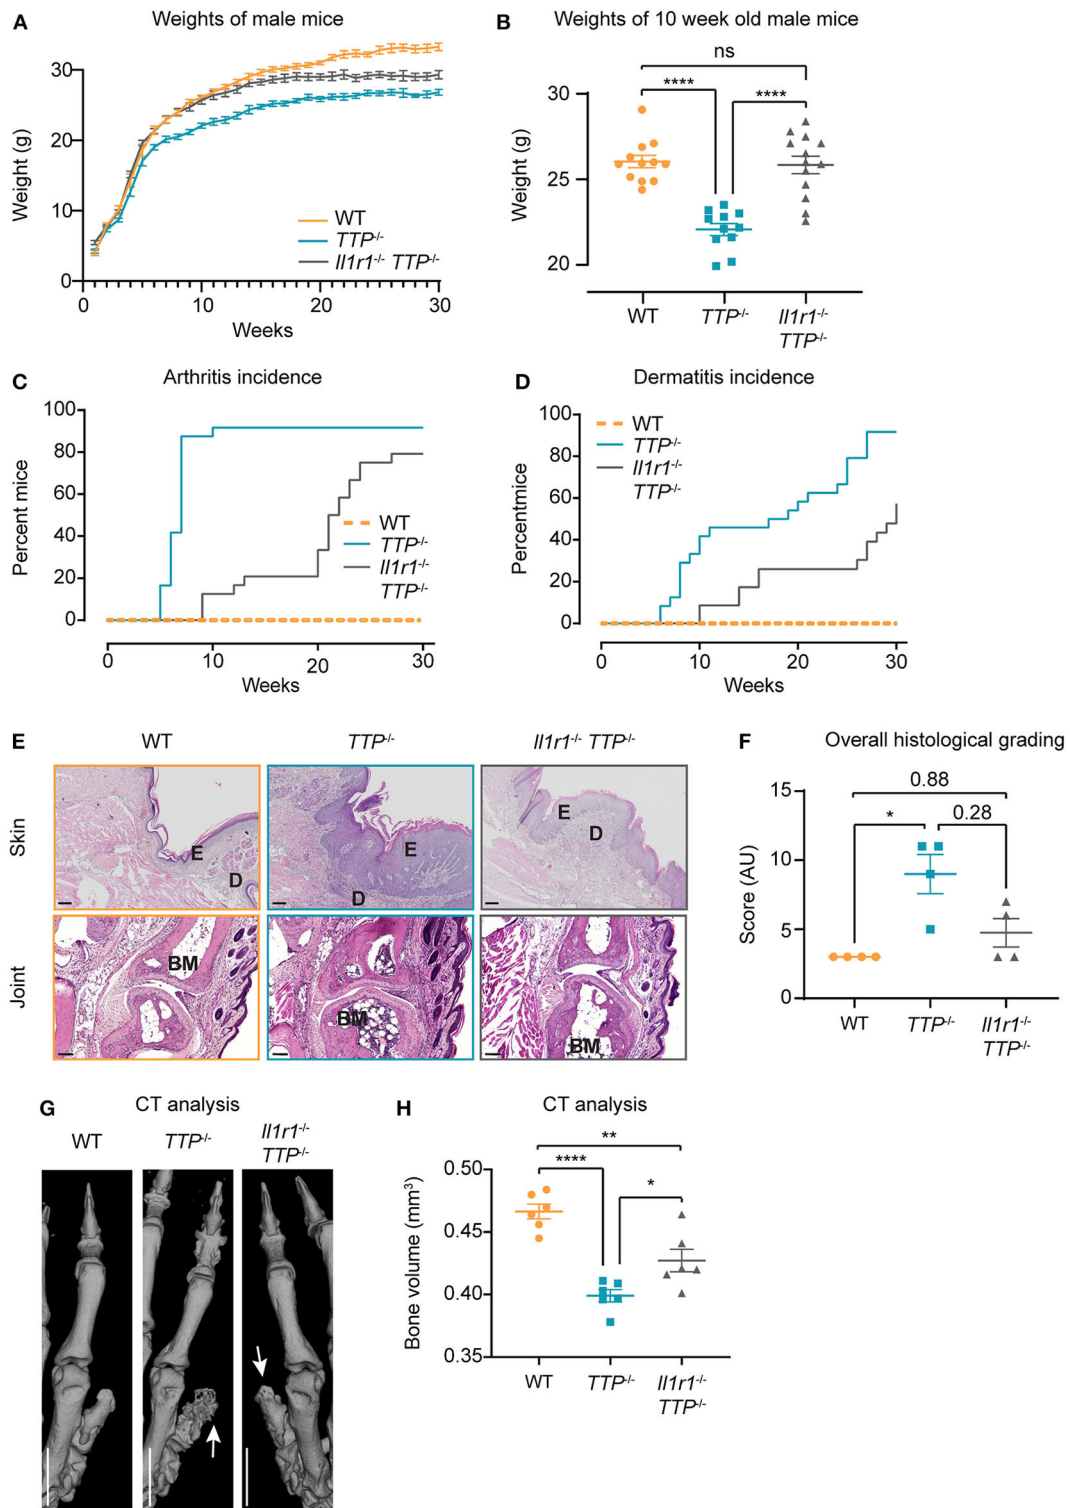 A
Weights of male mice
30
20
10
0
Weight (g)
0 10 20 30
Weeks
WT
TTP-/-
Il1r1-/- TTP-/-
B
Weights of 10 week old male mice
ns
**** ****
30
25
20
Weight (g)
WT TTP-/- Il1r1-/-
TTP-/-
C
Arthritis incidence
100
80
60
40
20
0
Percent mice
WT
TTP-/-
Il1r1-/-
TTP-/-
0 10 20 30
Weeks
D
Dermatitis incidence
100
80
60
40
20
0
Percentmice
WT
TTP-/-
Il1r1-/-
TTP-/-
0 10 20 30
Weeks
E
WT TTP-/- Il1r1-/- TTP-/-
Skin
E D
E D
E D
Joint
BM
BM
BM
F
Overall histological grading
0.88
* 0.28
15
10
5
0
Score (AU)
WT TTP-/- Il1r1-/-
TTP-/-
G
CT analysis
WT TTP-/- Il1r1-/-
TTP-/-
H
CT analysis
**
****
*
0.50
0.45
0.40
0.35
Bone volume (mm3)
WT TTP-/- Il1r1-/-
TTP-/-